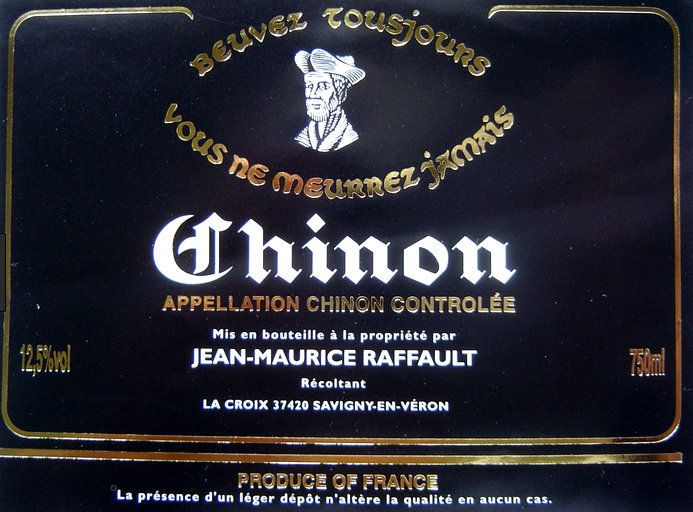 BEUVEZ TOUSJOURS
VOUS NE MEURREZ JAMAIS
Chinon
APPELLATION CHINON CONTROLÉE
Mis en bouteille à la propriété par
12,5%vol
JEAN-MAURICE RAFFAULT
750ml
Récoltant
LA CROIX 37420 SAVIGNY-EN-VÉRON
PRODUCE OF FRANCE
La présence d'un léger dépôt n'altère la qualité en aucun cas.